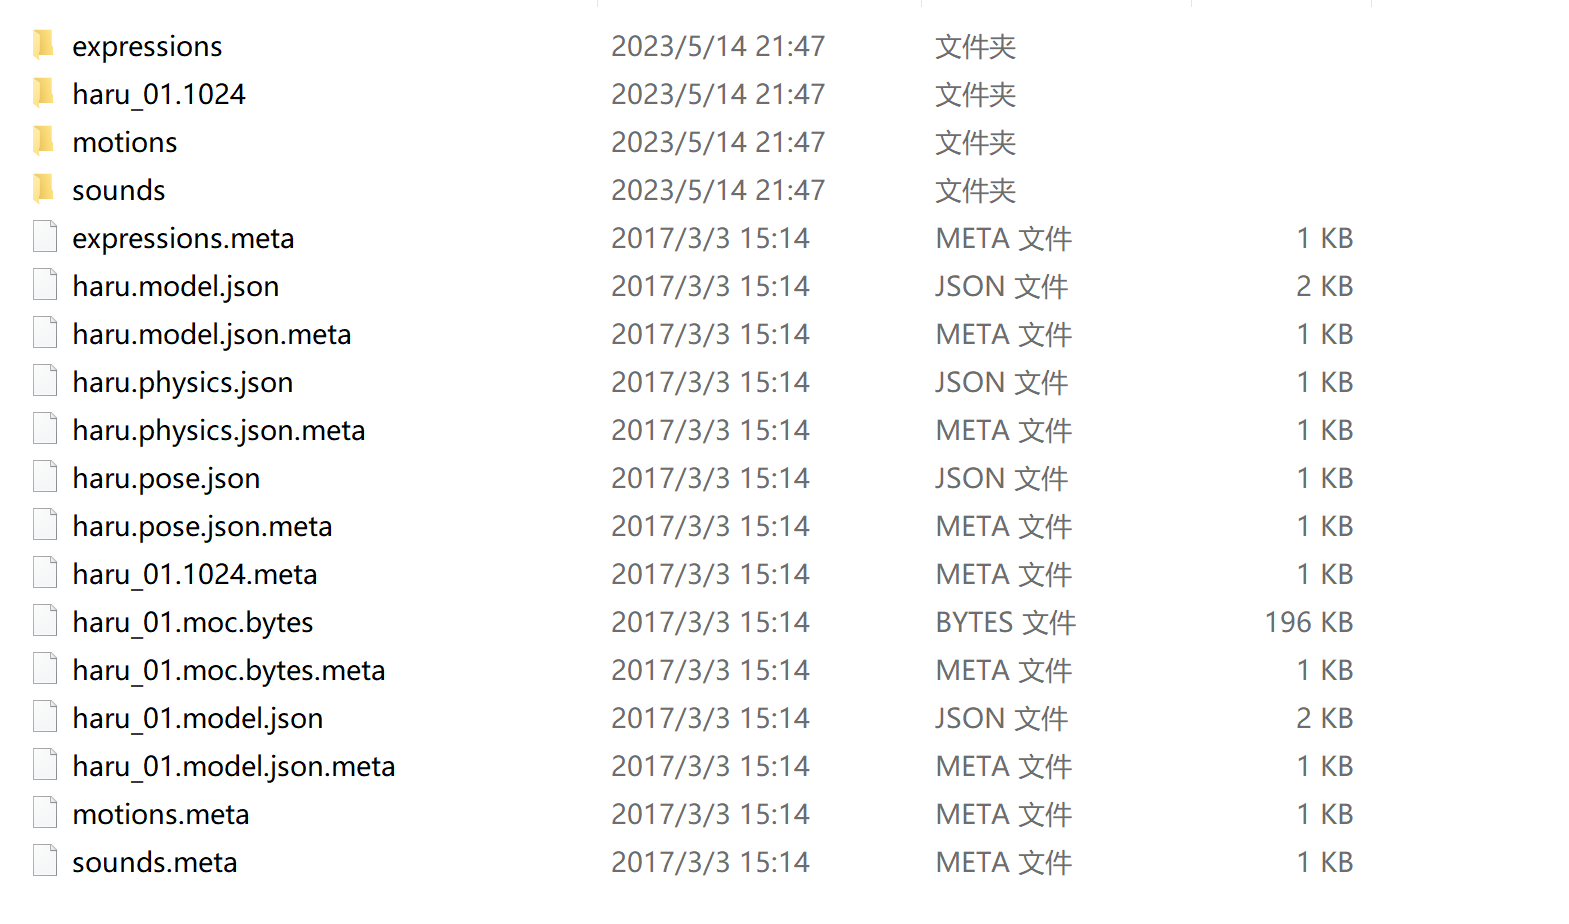 expressions 2023/5/14 21:47 文件夹
haru_01.1024 2023/5/14 21:47 文件夹
motions 2023/5/14 21:47 文件夹
sounds 2023/5/14 21:47 文件夹
expressions.meta 2017/3/3 15:14 META 文件 1 KB
haru.model.json 2017/3/3 15:14 JSON 文件 2 KB
haru.model.json.meta 2017/3/3 15:14 META 文件 1 KB
haru.physics.json 2017/3/3 15:14 JSON 文件 1 KB
haru.physics.json.meta 2017/3/3 15:14 META 文件 1 KB
haru.pose.json 2017/3/3 15:14 JSON 文件 1 KB
haru.pose.json.meta 2017/3/3 15:14 META 文件 1 KB
haru_01.1024.meta 2017/3/3 15:14 META 文件 1 KB
haru_01.moc.bytes 2017/3/3 15:14 BYTES 文件 196 KB
haru_01.moc.bytes.meta 2017/3/3 15:14 META 文件 1 KB
haru_01.model.json 2017/3/3 15:14 JSON 文件 2 KB
haru_01.model.json.meta 2017/3/3 15:14 META 文件 1 KB
motions.meta 2017/3/3 15:14 META 文件 1 KB
sounds.meta 2017/3/3 15:14 META 文件 1 KB